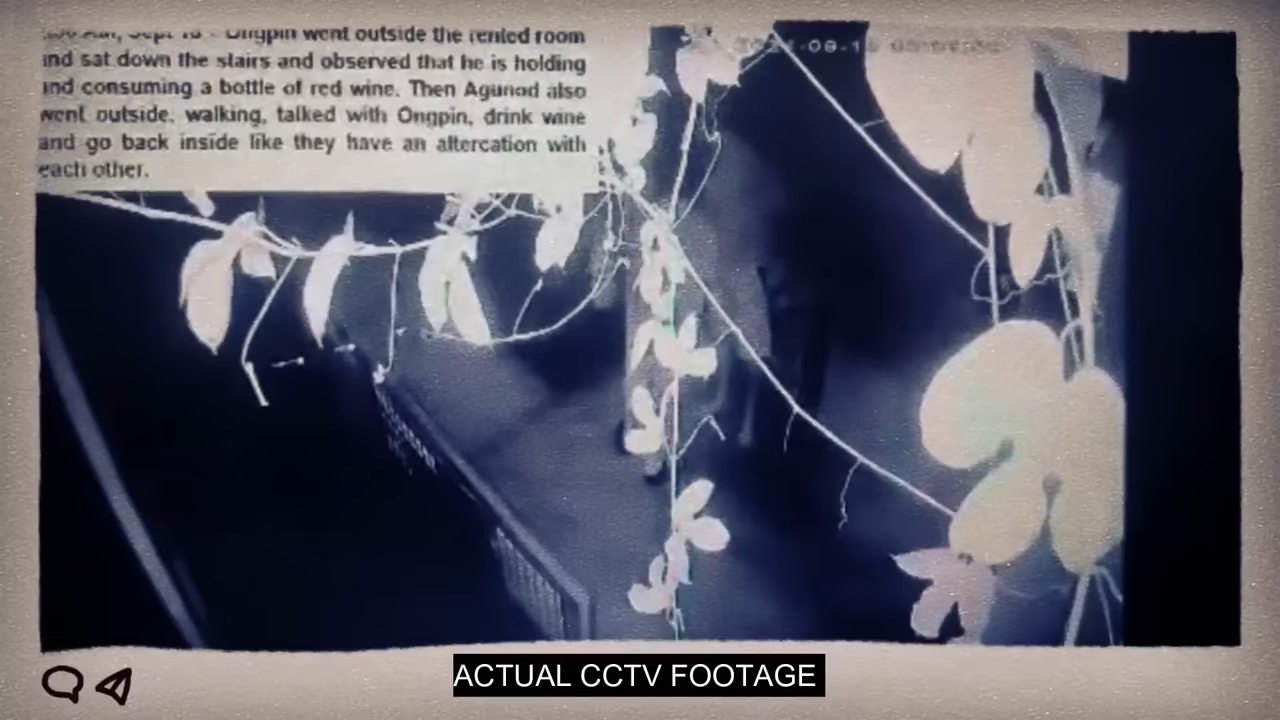 Ongpin went outside the rented room
and sat down the stairs and observed that he is holding
and consuming a bottle of red wine. Then Agunod also
went outside, walking, talked with Ongpin, drink wine
and go back inside like they have an altercation with
each other.
ACTUAL CCTV FOOTAGE